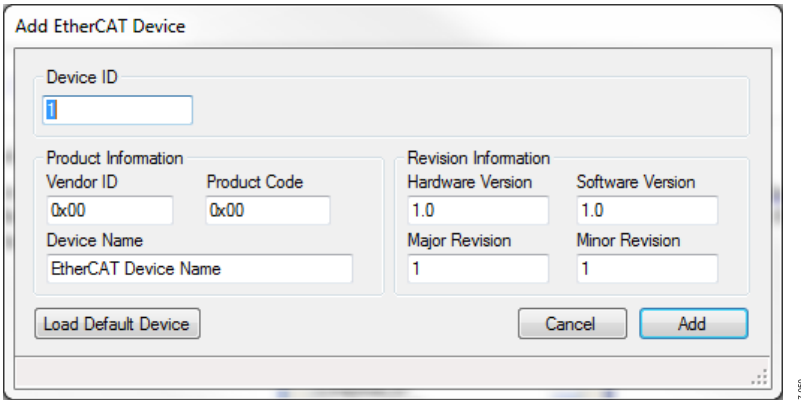 Add EtherCAT Device
Device ID
1
Product Information
Vendor ID Product Code
0x00 0x00
Device Name
EtherCAT Device Name
Revision Information
Hardware Version Software Version
1.0 1.0
Major Revision Minor Revision
1 1
Load Default Device Cancel Add